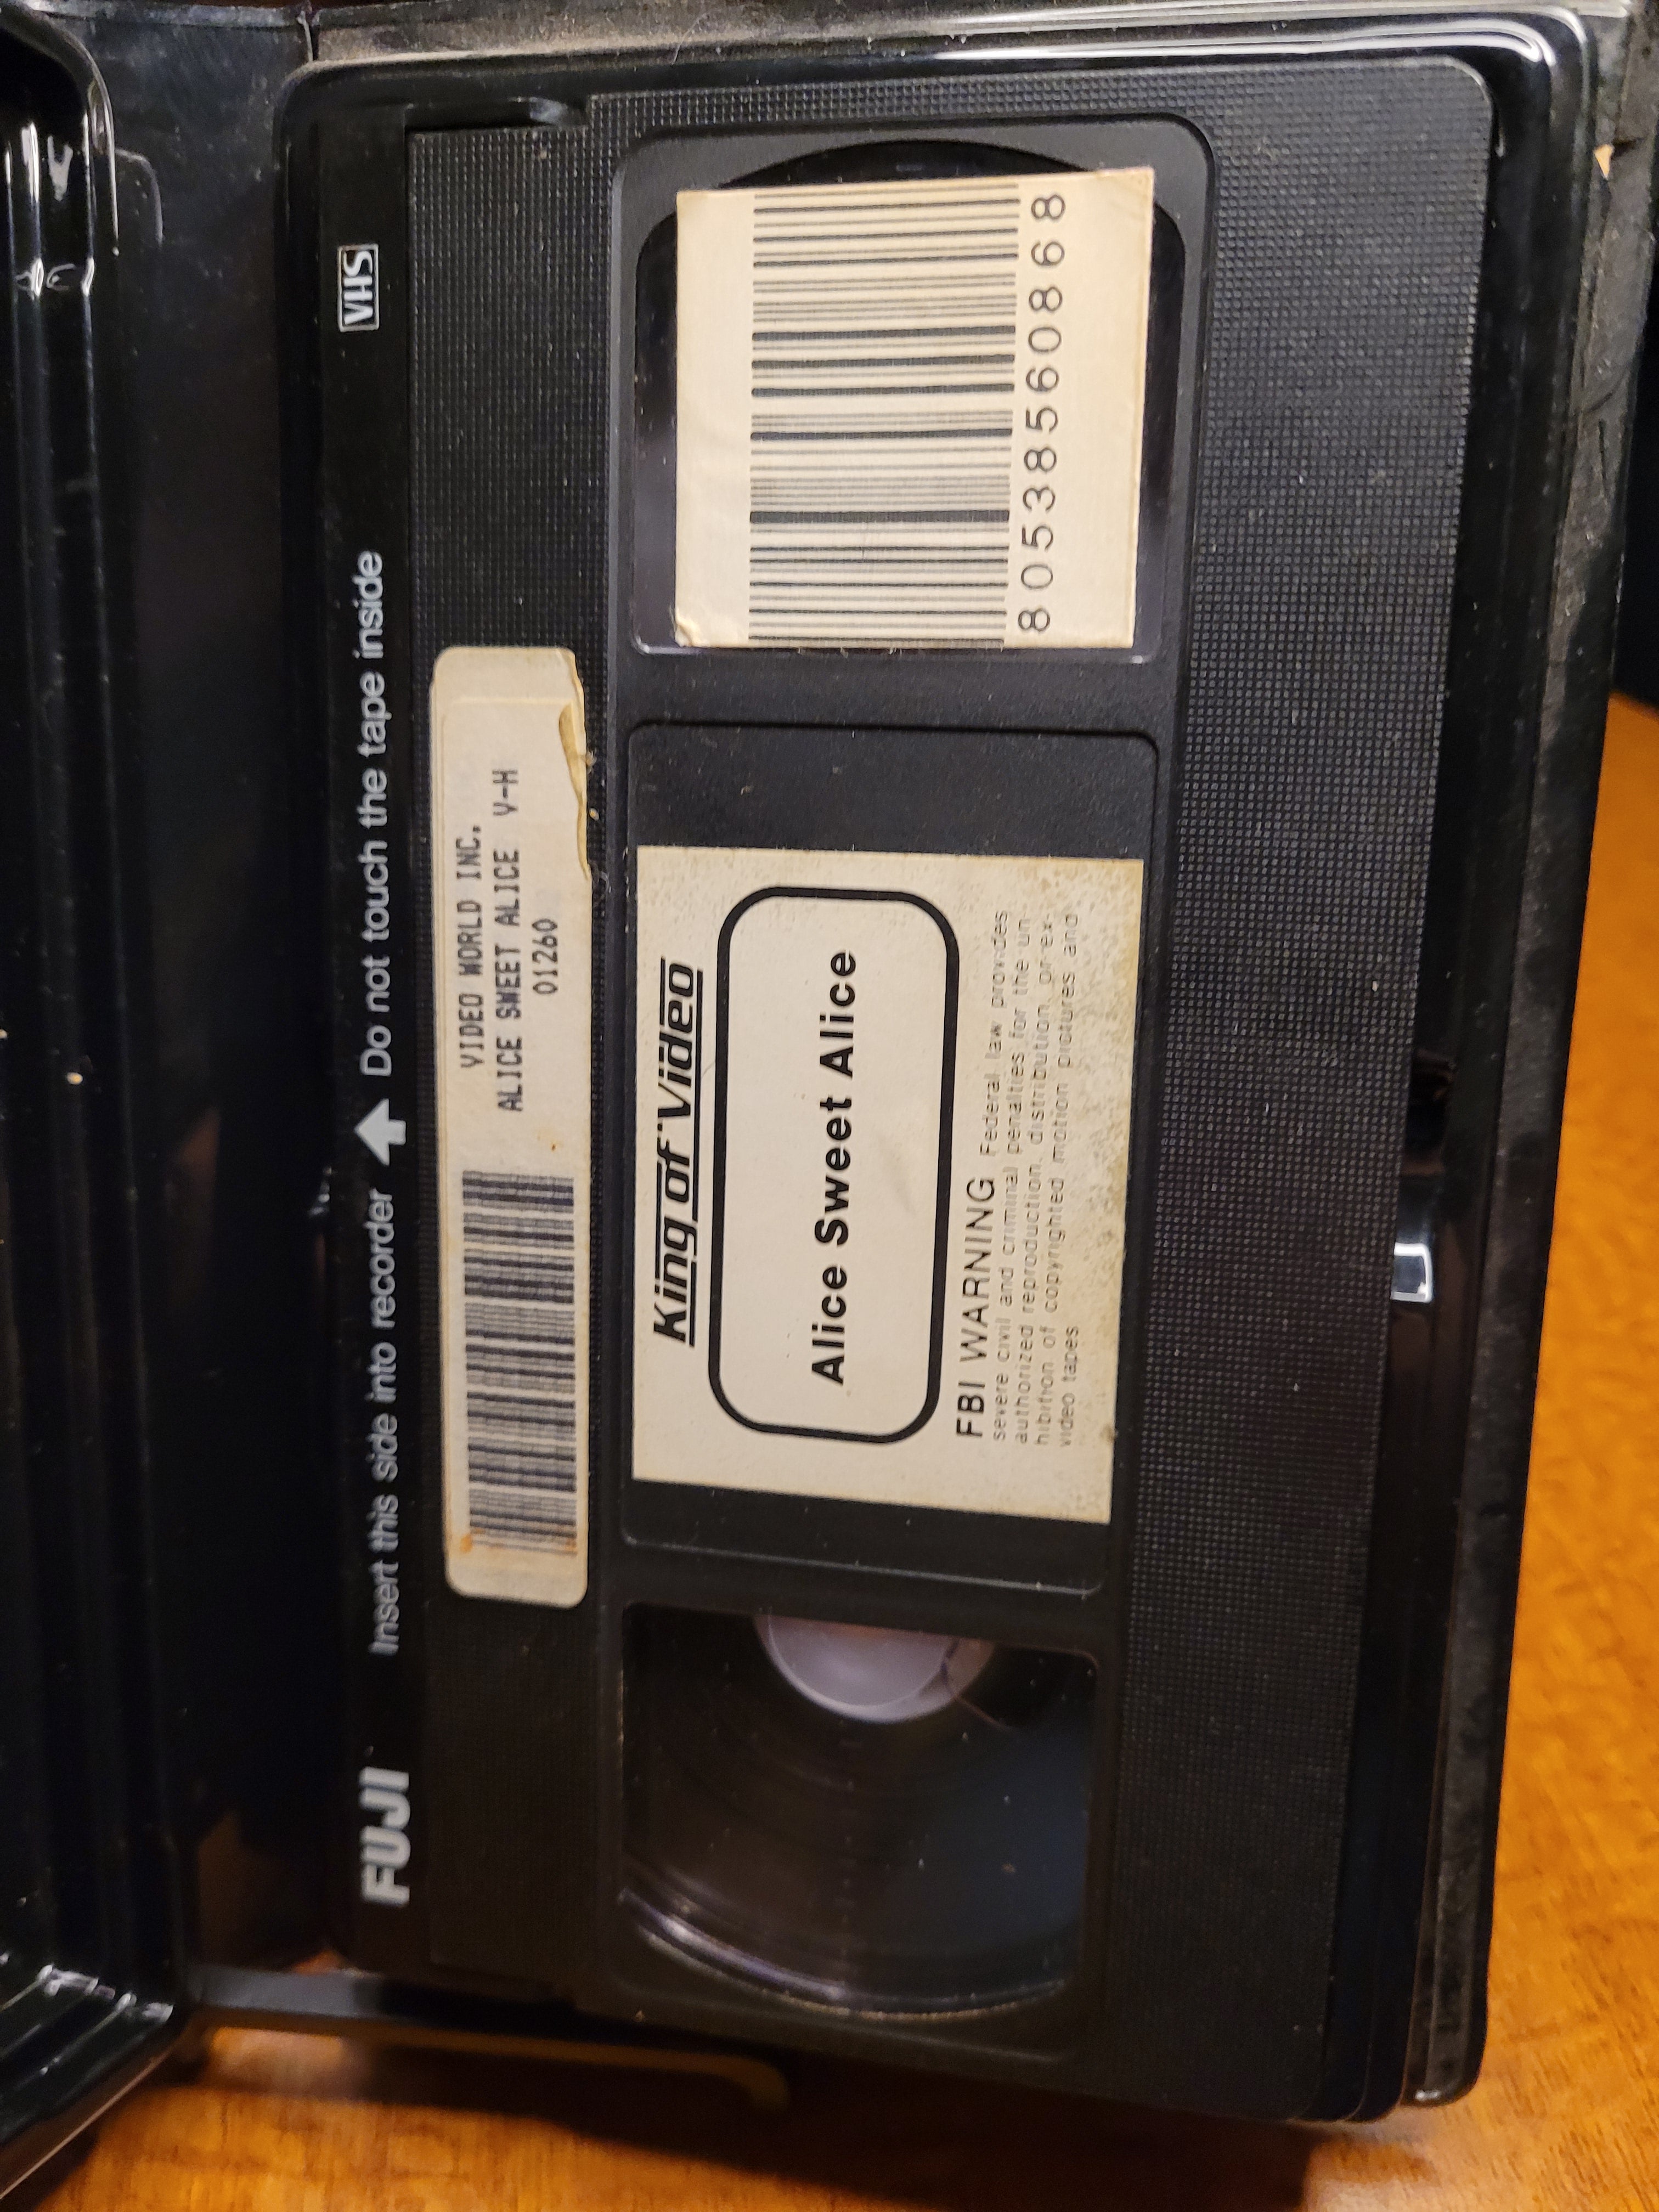 FUJI
Insert this side into recorder
Do not touch the tape inside
VHS
VIDEO WORLD INC.
ALICE SWEET ALICE V-H
01260
King of Video
Alice Sweet Alice
FBI WARNING Federal law provides
severe civil and criminal penalties for the un-
authorized reproduction, distribution, or ex-
hibition of copyrighted motion pictures and
video tapes
80538560868